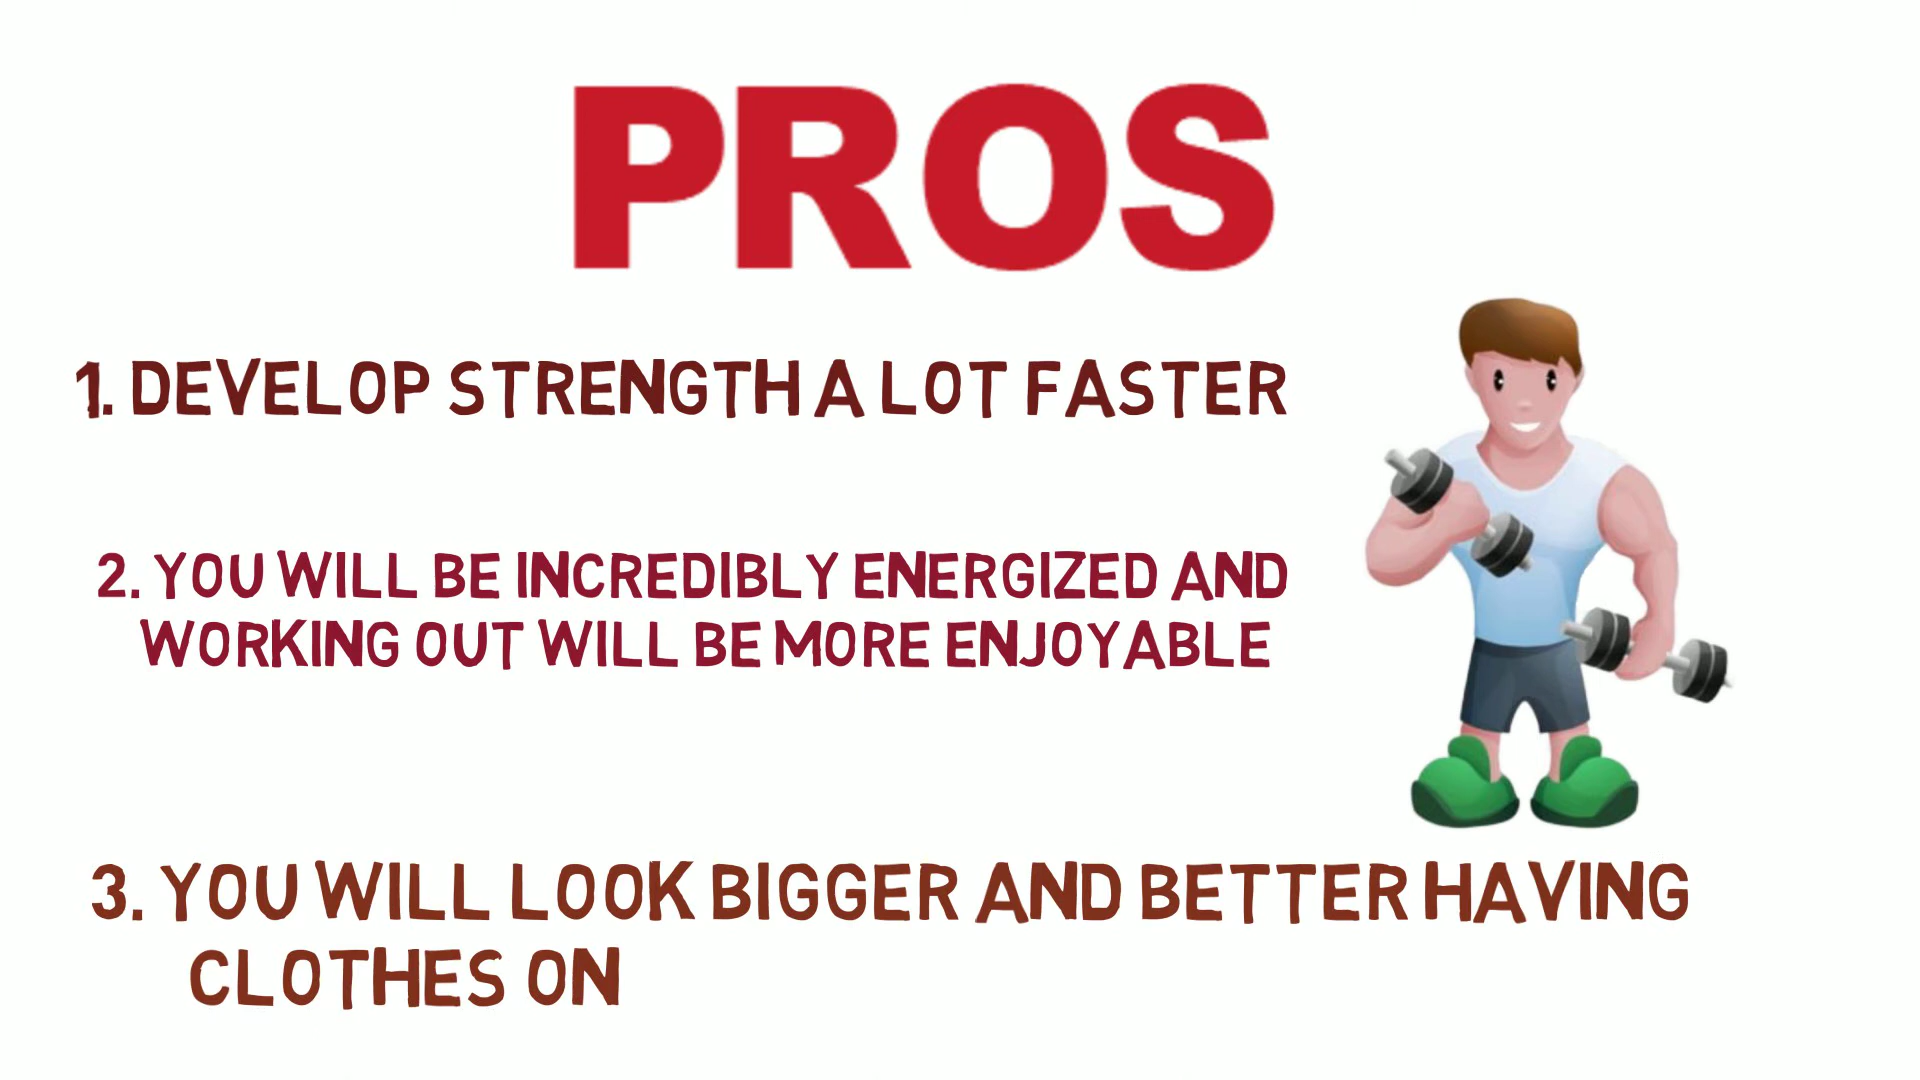 PROS
1. DEVELOP STRENGTH A LOT FASTER
2. YOU WILL BE INCREDIBLY ENERGIZED AND
WORKING OUT WILL BE MORE ENJOYABLE
3. YOU WILL LOOK BIGGER AND BETTER HAVING
CLOTHES ON